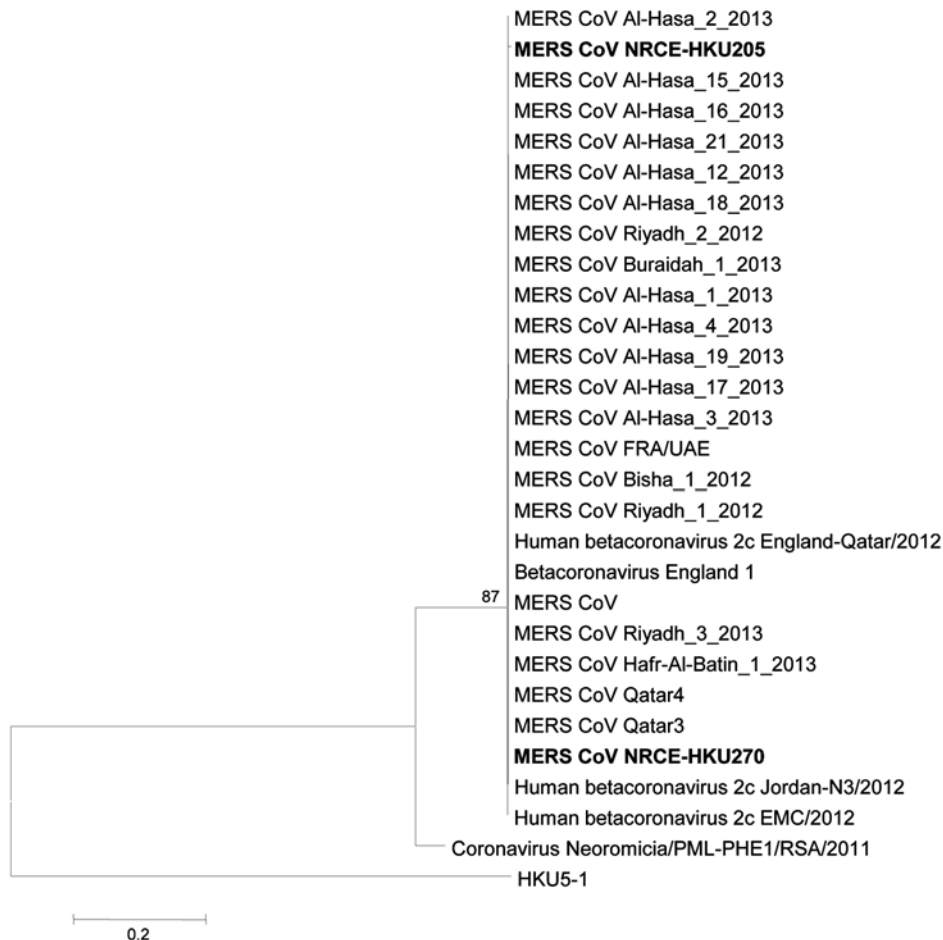 MERS CoV Al-Hasa_2_2013
MERS CoV NRCE-HKU205
MERS CoV Al-Hasa_15_2013
MERS CoV Al-Hasa_16_2013
MERS CoV Al-Hasa_21_2013
MERS CoV Al-Hasa_12_2013
MERS CoV Al-Hasa_18_2013
MERS CoV Riyadh_2_2012
MERS CoV Buraidah_1_2013
MERS CoV Al-Hasa_1_2013
MERS CoV Al-Hasa_4_2013
MERS CoV Al-Hasa_19_2013
MERS CoV Al-Hasa_17_2013
MERS CoV Al-Hasa_3_2013
MERS CoV FRA/UAE
MERS CoV Bisha_1_2012
MERS CoV Riyadh_1_2012
Human betacoronavirus 2c England-Qatar/2012
Betacoronavirus England 1
87
MERS CoV
MERS CoV Riyadh_3_2013
MERS CoV Hafr-Al-Batin_1_2013
MERS CoV Qatar4
MERS CoV Qatar3
MERS CoV NRCE-HKU270
Human betacoronavirus 2c Jordan-N3/2012
Human betacoronavirus 2c EMC/2012
Coronavirus Neoromicia/PML-PHE1/RSA/2011
HKU5-1
0.2